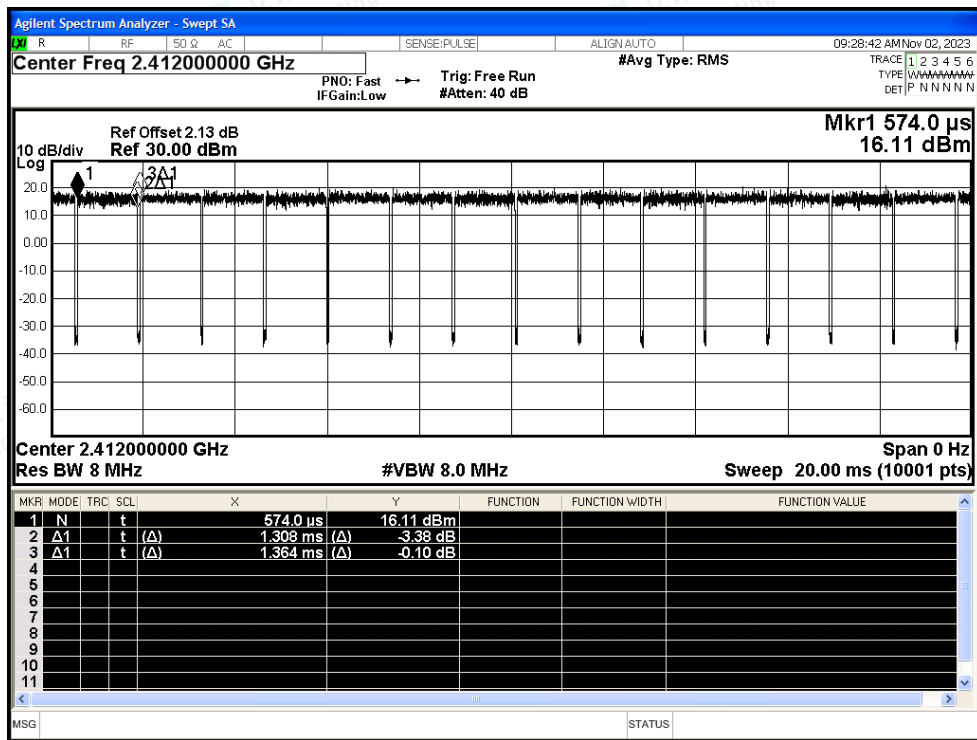 Agilent Spectrum Analyzer - Swept SA
LXI R RF 50 Ω AC SENSE:PULSE ALIGN AUTO 09:28:42 AM Nov 02, 2023
Center Freq 2.412000000 GHz
#Avg Type: RMS
TRACE 1 2 3 4 5 6
TYPE WWWWWW
DET P N N N N N
PNO: Fast
IFGain:Low
Trig: Free Run
#Atten: 40 dB
Mkr1 574.0 µs
16.11 dBm
Ref Offset 2.13 dB
10 dB/div Ref 30.00 dBm
Log
1
3Δ1
2Δ1
20.0
10.0
0.00
-10.0
-20.0
-30.0
-40.0
-50.0
-60.0
Center 2.412000000 GHz Span 0 Hz
Res BW 8 MHz #VBW 8.0 MHz Sweep 20.00 ms (10001 pts)
MKR MODE TRC SCL X Y FUNCTION FUNCTION WIDTH FUNCTION VALUE
1 N t 574.0 µs 16.11 dBm
2 Δ1 t (Δ) 1.308 ms (Δ) -3.38 dB
3 Δ1 t (Δ) 1.364 ms (Δ) -0.10 dB
4
5
6
7
8
9
10
11
MSG STATUS